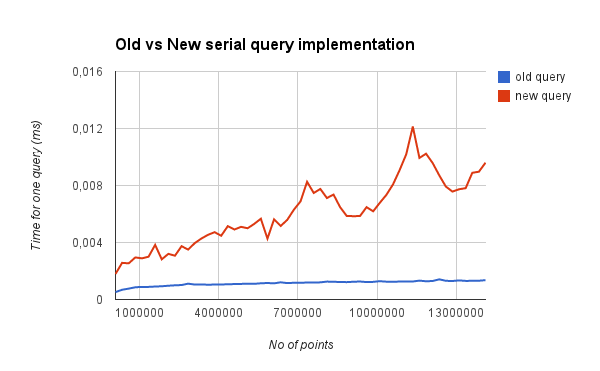 Old vs New serial query implementation
0,016
0,012
0,008
0,004
0
Time for one query (ms)
1000000 4000000 7000000 10000000 13000000
No of points
old query
new query